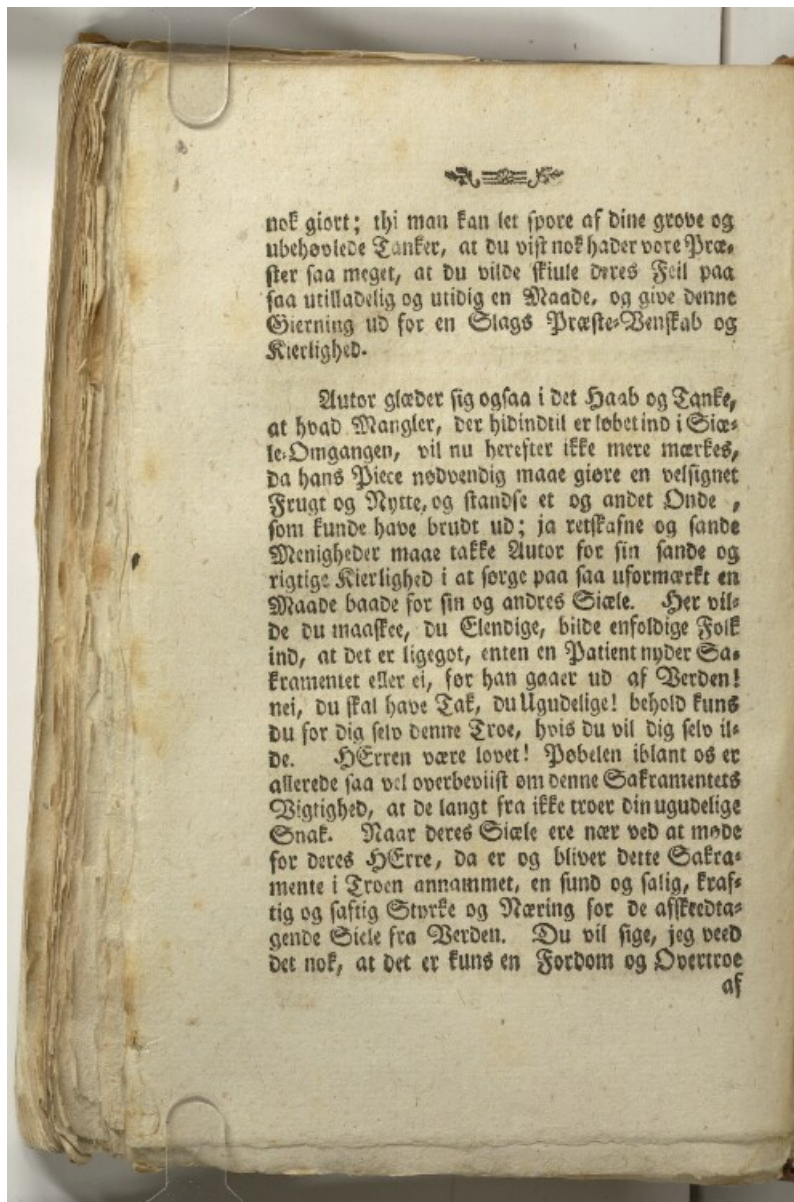 nok giort; thi man kan let spore af dine grove og
ubehøvlede Tanker, at du vist nok hader vore Præ-
ster saa meget, at du vilde skiule deres Feil paa
saa utilladelig og utidig en Maade, og give denne
Gierning ud for en Slags Præste-Venskab og
Kierlighed.
Autor glæder sig ogsaa i det Haab og Tanke,
at hvad Mangler, der hidindtil er løbet ind i Siæ-
le-Omgangen, vil nu herefter ikke mere mærkes,
da hans Piece nødvendig maae giøre en velsignet
Frugt og Nytte, og standse et og andet Onde ,
som kunde have brudt ud; ja retskafne og sande
Menigheder maae takke Autor for sin sande og
rigtige Kierlighed i at sørge paa saa uformærkt en
Maade baade for sin og andres Siæle. Her vil-
de du maaskee, du Elendige, bilde enfoldige Folk
ind, at det er ligegot, enten en Patient nyder Sa-
kramentet eller ei, før han gaaer ud af Verden!
nei, du skal have Tak, du Ugudelige! behold kuns
du for dig selv denne Troe, hvis du vil dig selv il-
de. HErren være lovet! Pøbelen iblant os er
allerede saa vel overbeviist om denne Sakramentets
Vigtighed, at de langt fra ikke troer din ugudelige
Snak. Naar deres Siæle ere nær ved at møde
for deres HErre, da er og bliver dette Sakra-
mente i Troen annammet, en sund og salig, kraf-
tig og saftig Styrke og Næring for de afskeedta-
gende Siele fra Verden. Du vil sige, jeg veed
det nok, at det er kuns en Fordom og Overtroe
af